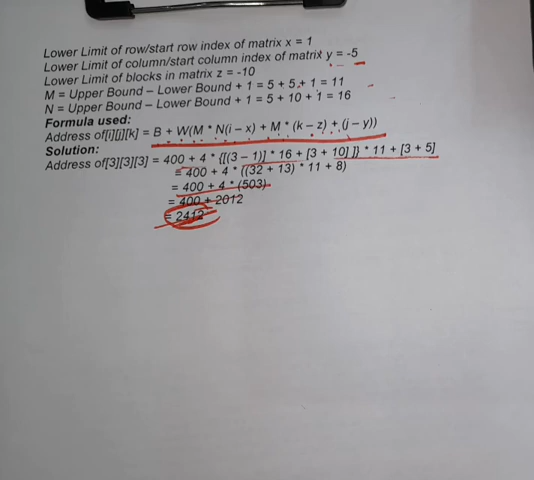 Lower Limit of row/start row index of matrix x = 1
Lower Limit of column/start column index of matrix y = -5
Lower Limit of blocks in matrix z = -10
M = Upper Bound – Lower Bound + 1 = 5 + 5 + 1 = 11
N = Upper Bound – Lower Bound + 1 = 5 + 10 + 1 = 16
Formula used:
Address of[i][j][k] = B + W(M * N(i – x) + M * (k – z) + (j – y))
Solution:
Address of[3][3][3] = 400 + 4 * {[(3 – 1)] * 16 + [3 + 10] ]} * 11 + [3 + 5]
= 400 + 4 * ((32 + 13) * 11 + 8)
= 400 + 4 * (503)
= 400 + 2012
= 2412